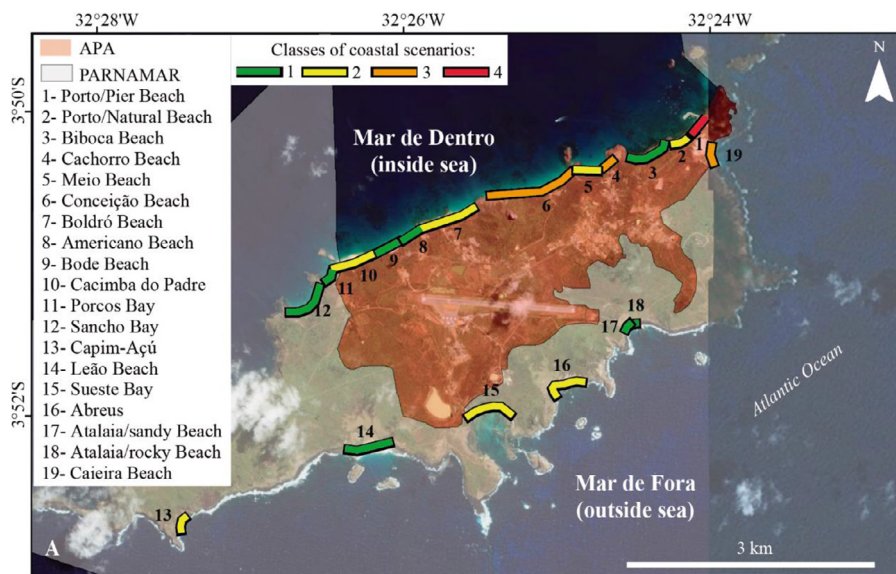 32°28'W 32°26'W 32°24'W
APA
PARNAMAR
1- Porto/Pier Beach
2- Porto/Natural Beach
3- Biboca Beach
4- Cachorro Beach
5- Meio Beach
6- Conceição Beach
7- Boldró Beach
8- Americano Beach
9- Bode Beach
10- Cacimba do Padre
11- Porcos Bay
12- Sancho Bay
13- Capim-Açú
14- Leão Beach
15- Sueste Bay
16- Abreus
17- Atalaia/sandy Beach
18- Atalaia/rocky Beach
19- Caieira Beach
Classes of coastal scenarios:
1 2 3 4
N
3°50'S
Mar de Dentro
(inside sea)
1
2
19
3
4
5
6
7
8
9
10
11
12
18
17
16
15
14
13
3°52'S
Atlantic Ocean
Mar de Fora
(outside sea)
A
3 km